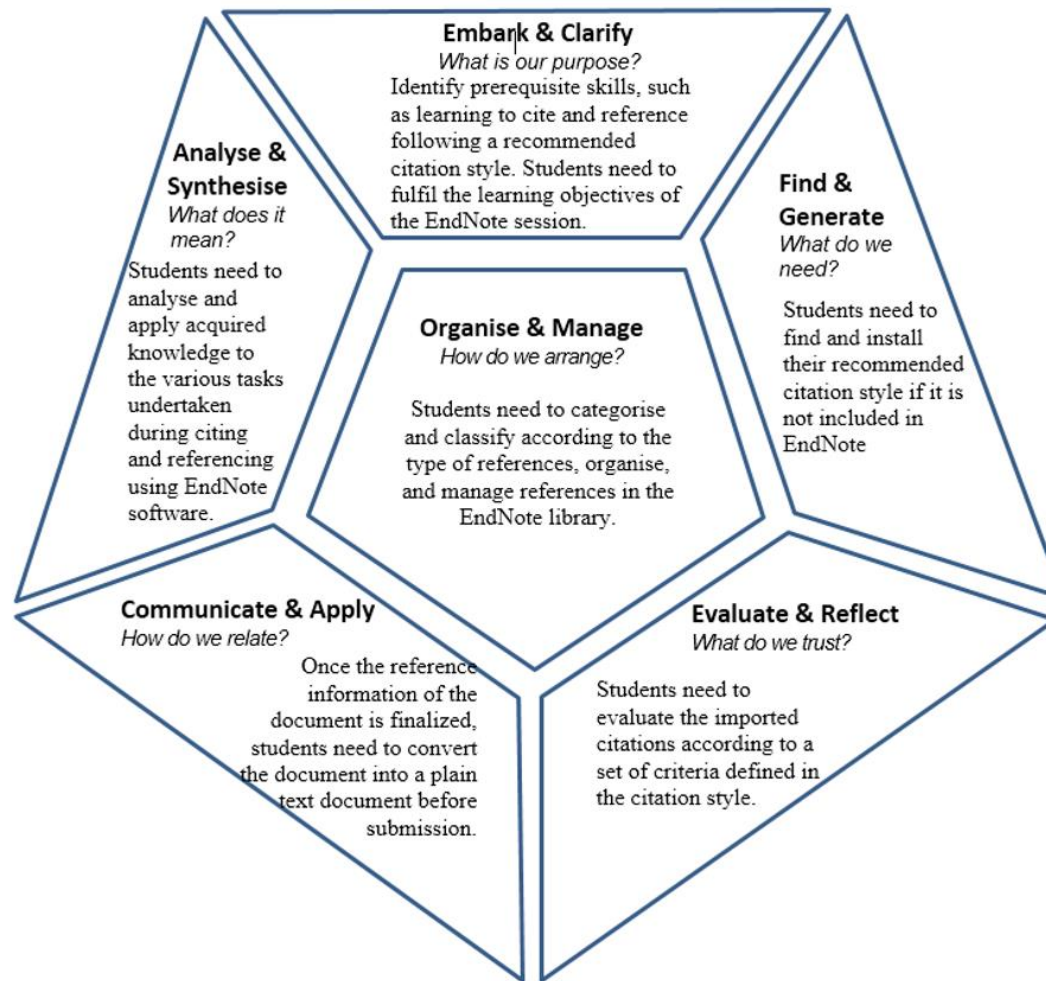 Embark & Clarify
What is our purpose?
Identify prerequisite skills, such
as learning to cite and reference
following a recommended
citation style. Students need to
fulfil the learning objectives of
the EndNote session.
Find &
Generate
What do we
need?
Students need to
find and install
their recommended
citation style if it is
not included in
EndNote
Evaluate & Reflect
What do we trust?
Students need to
evaluate the imported
citations according to a
set of criteria defined in
the citation style.
Organise & Manage
How do we arrange?
Students need to categorise
and classify according to the
type of references, organise,
and manage references in the
EndNote library.
Analyse &
Synthesise
What does it
mean?
Students need to
analyse and
apply acquired
knowledge to
the various tasks
undertaken
during citing
and referencing
using EndNote
software.
Communicate & Apply
How do we relate?
Once the reference
information of the
document is finalized,
students need to convert
the document into a plain
text document before
submission.